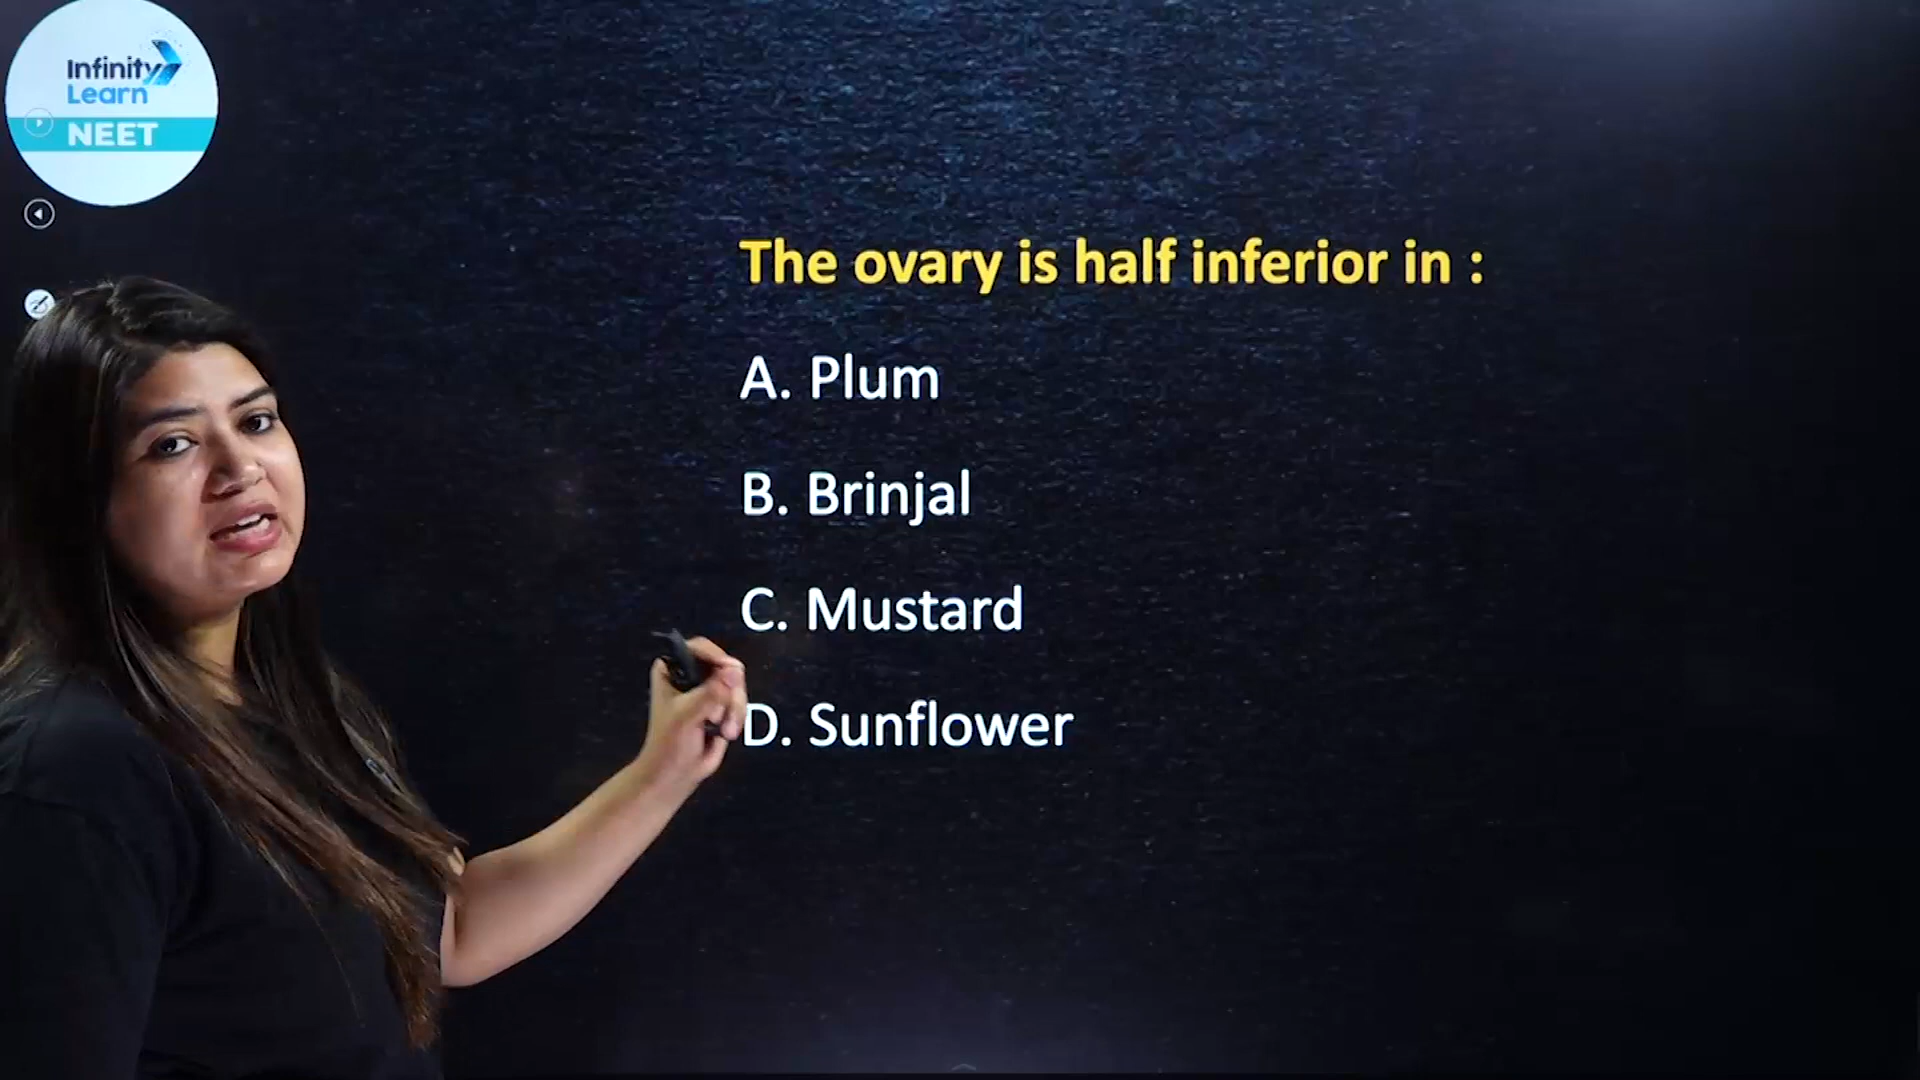 Infinity
Learn
NEET
The ovary is half inferior in :
A. Plum
B. Brinjal
C. Mustard
D. Sunflower